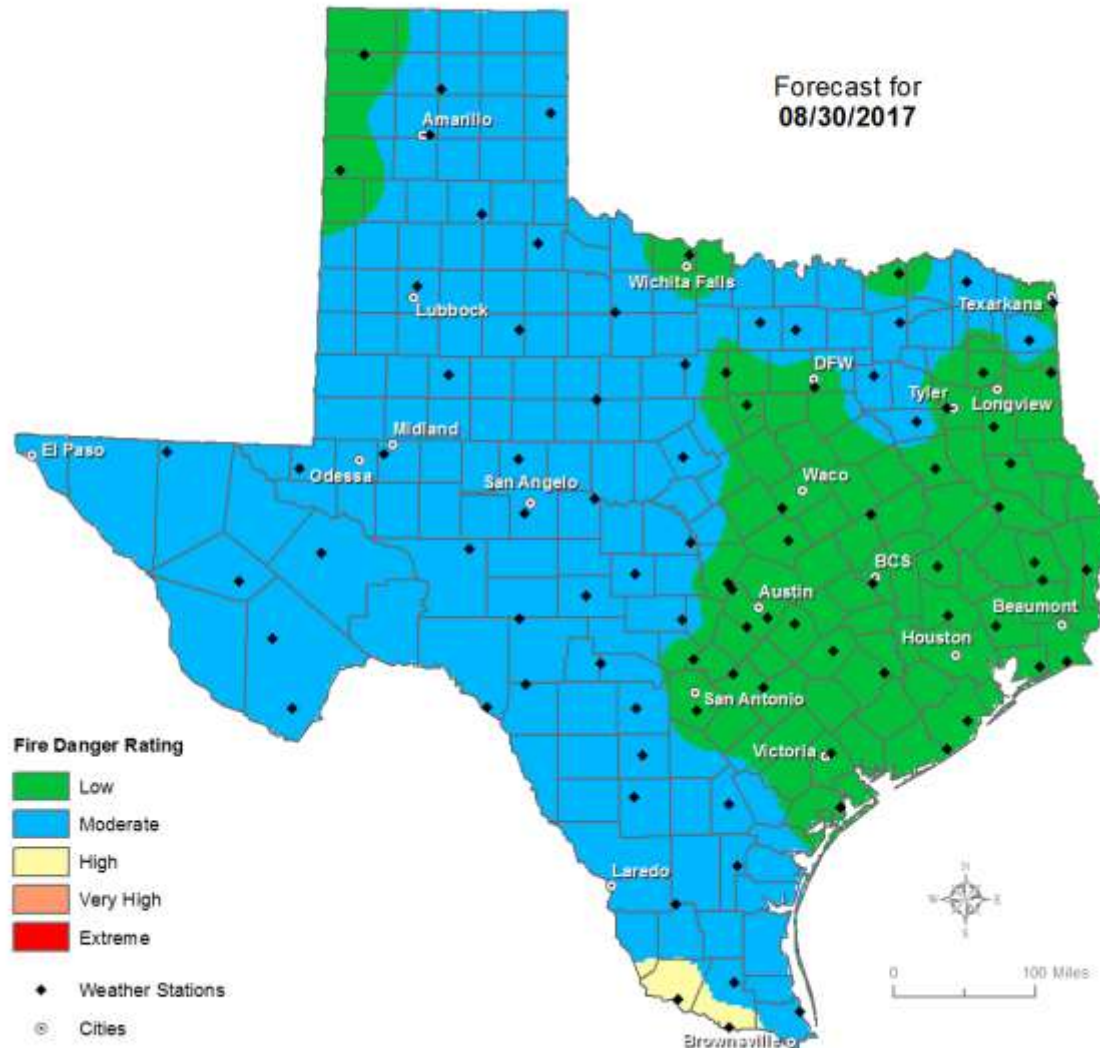 Forecast for
08/30/2017
Amarillo
Wichita Falls
Lubbock
Texarkana
DFW
Tyler
Longview
El Paso
Midland
Odessa
San Angelo
Waco
BCS
Austin
Beaumont
Houston
San Antonio
Victoria
Laredo
Brownsville
Fire Danger Rating
Low
Moderate
High
Very High
Extreme
Weather Stations
Cities
N
W
E
S
0
100 Miles